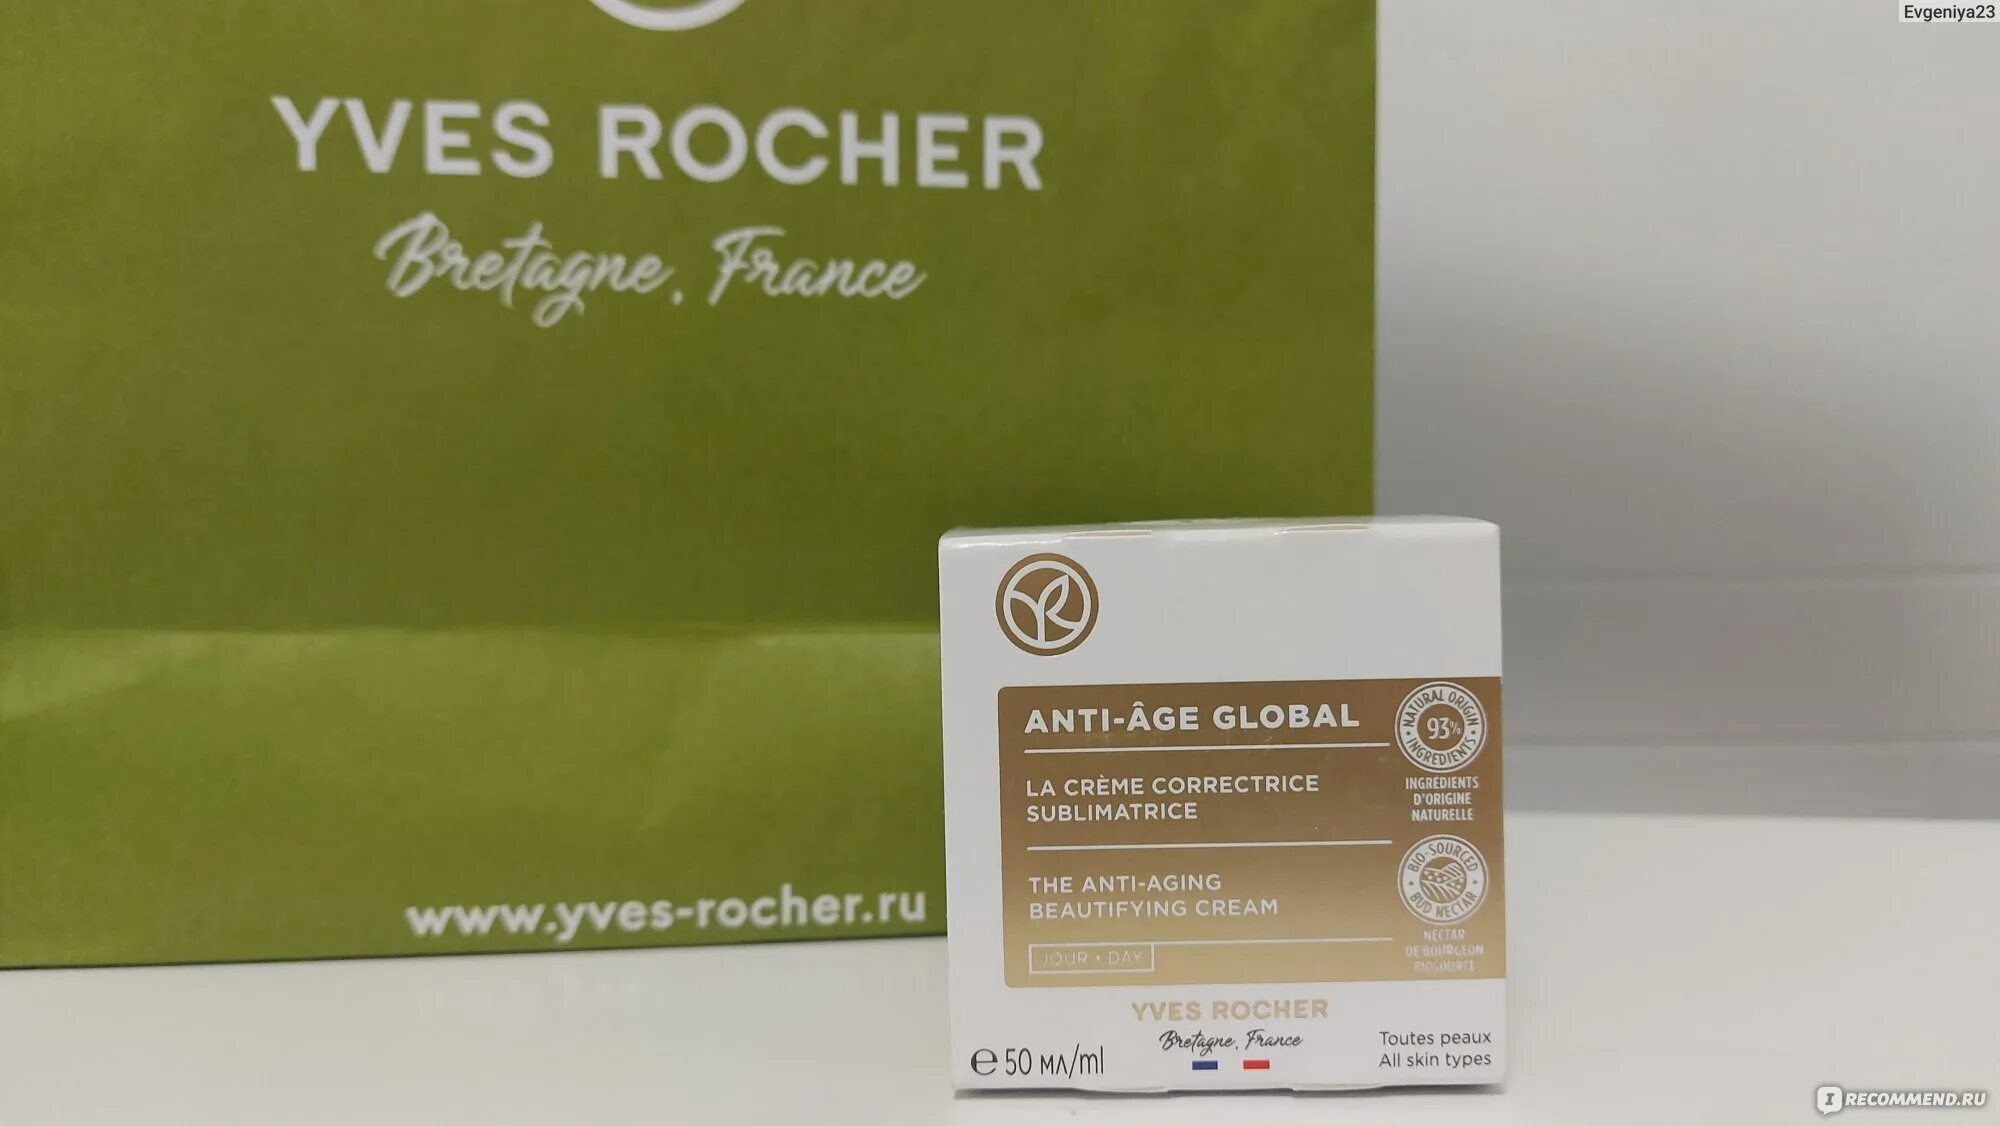 Evgeniya23
YVES ROCHER
Bretagne, France
www.yves-rocher.ru
ANTI-ÂGE GLOBAL
LA CRÈME CORRECTRICE
SUBLIMATRICE
THE ANTI-AGING
BEAUTIFYING CREAM
JOUR • DAY
NATURAL ORIGIN
93%
INGREDIENTS
INGRÉDIENTS
D'ORIGINE
NATURELLE
BIO-SOURCED
BUD NECTAR
NECTAR
DE BOURGEON
BIOSOURCÉ
YVES ROCHER
Bretagne, France
℮ 50 мл/ml
Toutes peaux
All skin types
I RECOMMEND.RU